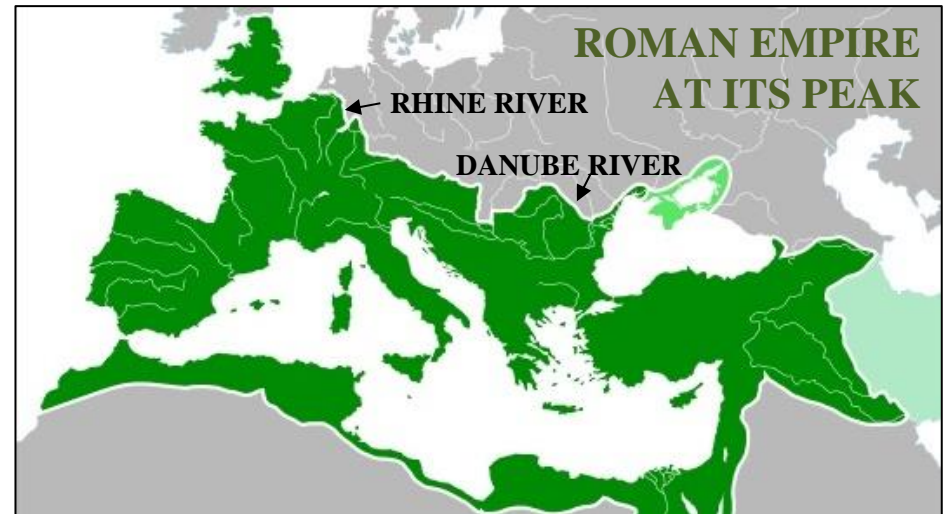 ROMAN EMPIRE
AT ITS PEAK
RHINE RIVER
DANUBE RIVER